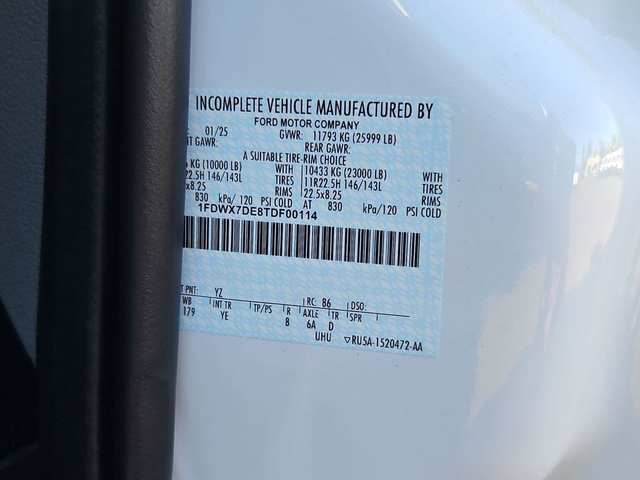 INCOMPLETE VEHICLE MANUFACTURED BY
FORD MOTOR COMPANY
01/25 GVWR: 11793 KG (25999 LB)
GAWR: REAR GAWR:
A SUITABLE TIRE-RIM CHOICE
KG (10000 LB) WITH 10433 KG (23000 LB) WITH
22.5H 146/143L TIRES 11R22.5H 146/143L TIRES
8.25 RIMS 22.5x8.25 RIMS
830 kPa/ 120 PSI COLD AT 830 kPa/ 120 PSI COLD
1FDWX7DE8TDF00114
PNT: YZ RC: 86 DSO:
WB INT TR TP/PS R AXLE TR SPR
179 YE 8 6A D
UHU ▽RU5A-1520472-AA